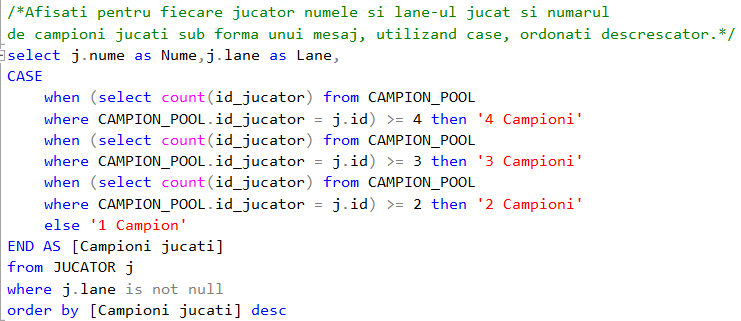 /*Afisati pentru fiecare jucator numele si lane-ul jucat si numarul
de campioni jucati sub forma unui mesaj, utilizand case, ordonati descrescator.*/
select j.nume as Nume,j.lane as Lane,
CASE
    when (select count(id_jucator) from CAMPION_POOL
    where CAMPION_POOL.id_jucator = j.id) >= 4 then '4 Campioni'
    when (select count(id_jucator) from CAMPION_POOL
    where CAMPION_POOL.id_jucator = j.id) >= 3 then '3 Campioni'
    when (select count(id_jucator) from CAMPION_POOL
    where CAMPION_POOL.id_jucator = j.id) >= 2 then '2 Campioni'
    else '1 Campion'
END AS [Campioni jucati]
from JUCATOR j
where j.lane is not null
order by [Campioni jucati] desc